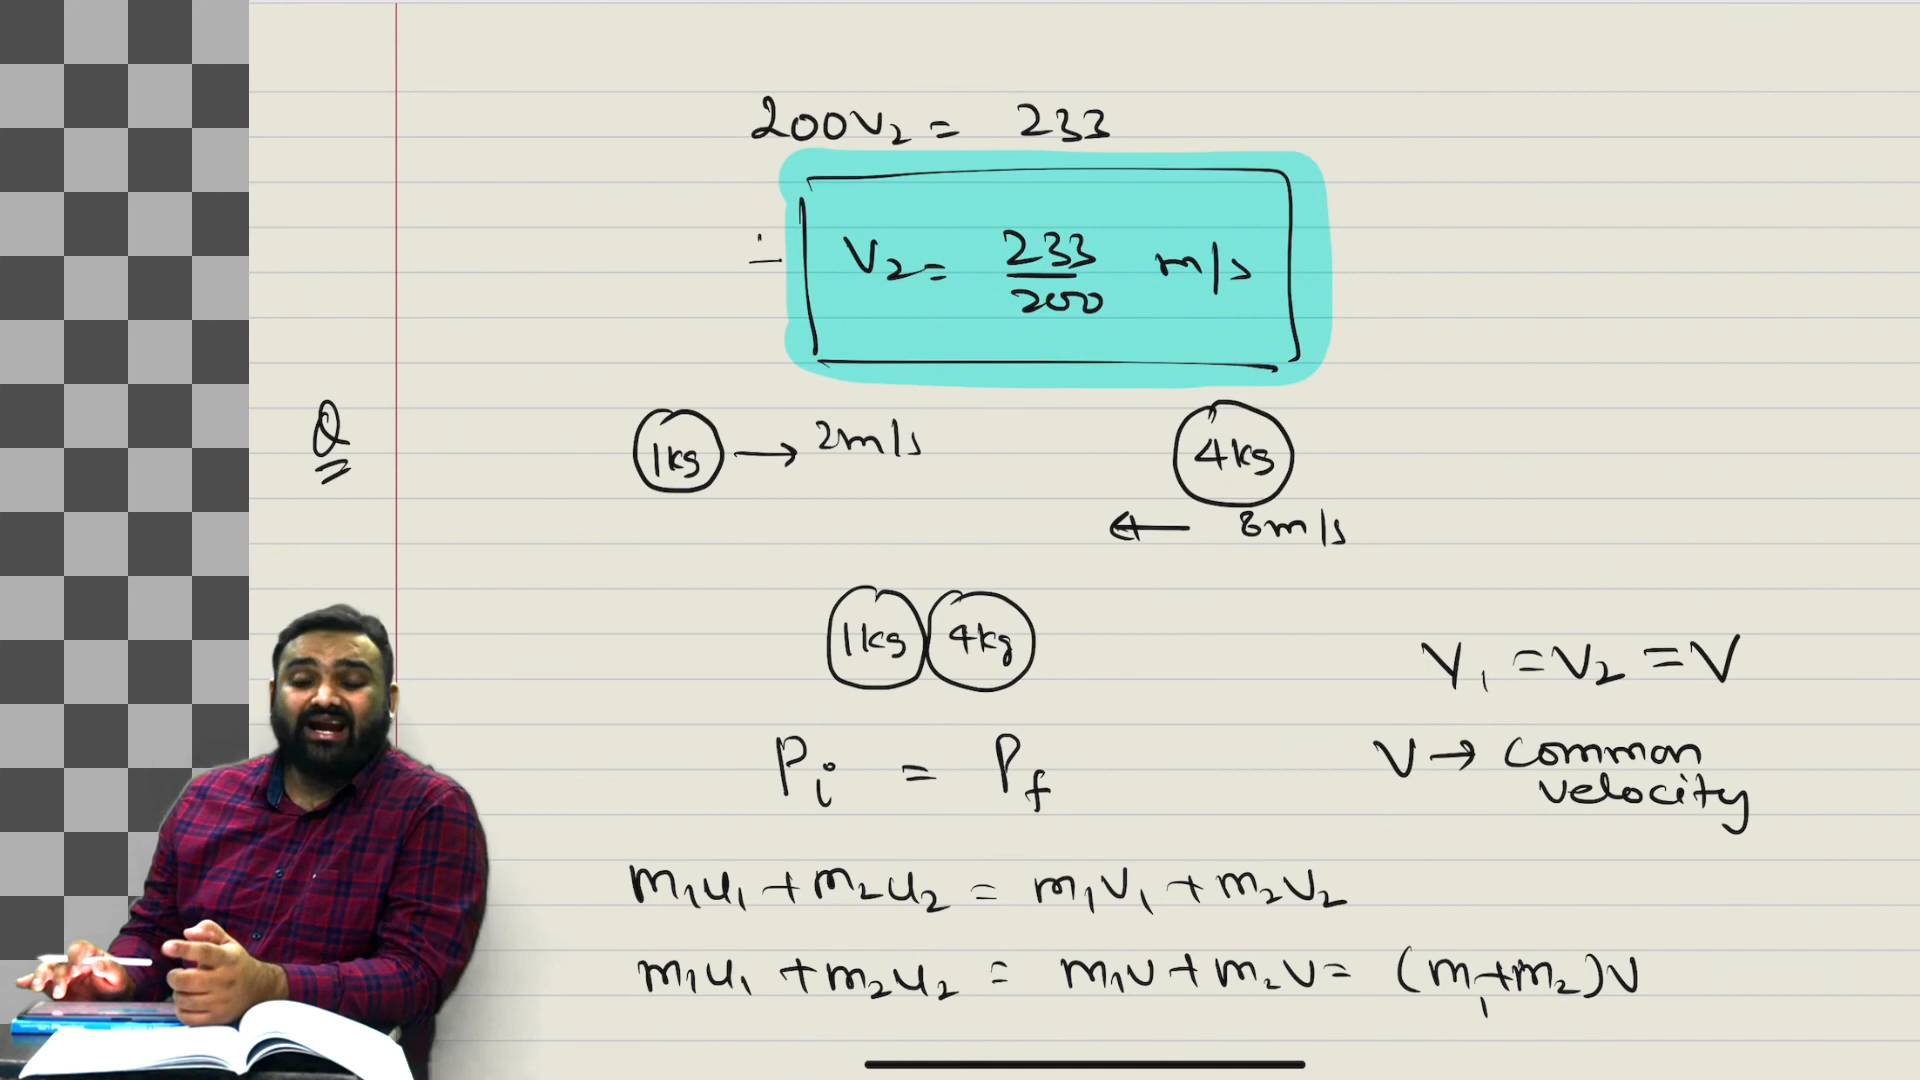 200V₂ = 233
∴ V₂ = 233/200 m/s
Q
1kg → 2m/s 4kg
← 8m/s
1kg 4kg
V₁ = V₂ = V
Pᵢ = P_f
V → common
velocity
m₁u₁ + m₂u₂ = m₁V₁ + m₂V₂
m₁u₁ + m₂u₂ = m₁V + m₂V = (m₁+m₂)V